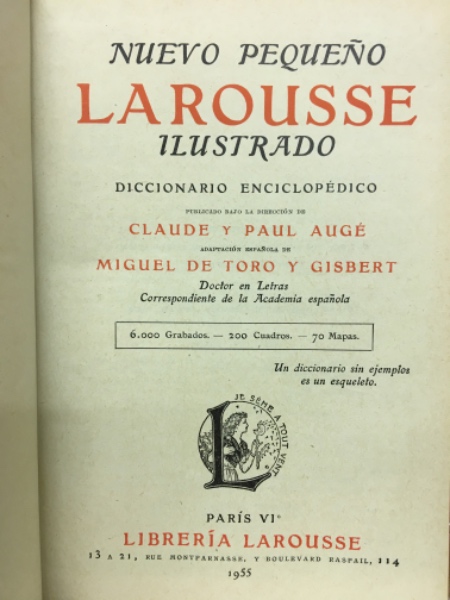 NUEVO PEQUEÑO
LAROUSSE
ILUSTRADO
DICCIONARIO ENCICLOPÉDICO
PUBLICADO BAJO LA DIRECCIÓN DE
CLAUDE Y PAUL AUGÉ
ADAPTACIÓN ESPAÑOLA DE
MIGUEL DE TORO Y GISBERT
Doctor en Letras
Correspondiente de la Academia española
6.000 Grabados. — 200 Cuadros. — 70 Mapas.
Un diccionario sin ejemplos
es un esqueleto.
JE SÈME À TOUT VENT
L
PARÍS VIº
LIBRERÍA LAROUSSE
13 A 21, RUE MONTPARNASSE, Y BOULEVARD RASPAIL, 114
1955